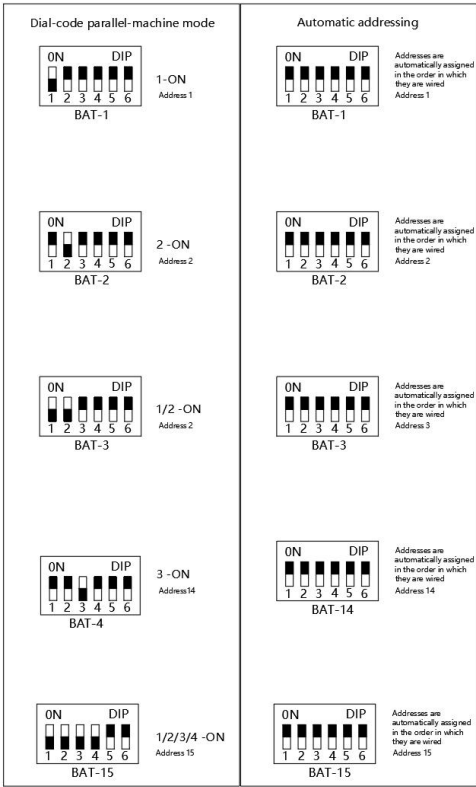 Dial-code parallel-machine mode
0N DIP
1 2 3 4 5 6
BAT-1
1-ON
Address 1
0N DIP
1 2 3 4 5 6
BAT-2
2 -ON
Address 2
0N DIP
1 2 3 4 5 6
BAT-3
1/2 -ON
Address 2
0N DIP
1 2 3 4 5 6
BAT-4
3 -ON
Address14
0N DIP
1 2 3 4 5 6
BAT-15
1/2/3/4 -ON
Address 15
Automatic addressing
0N DIP
1 2 3 4 5 6
BAT-1
Addresses are
automatically assigned
in the order in which
they are wired
Address 1
0N DIP
1 2 3 4 5 6
BAT-2
Addresses are
automatically assigned
in the order in which
they are wired
Address 2
0N DIP
1 2 3 4 5 6
BAT-3
Addresses are
automatically assigned
in the order in which
they are wired
Address 3
0N DIP
1 2 3 4 5 6
BAT-14
Addresses are
automatically assigned
in the order in which
they are wired
Address 14
0N DIP
1 2 3 4 5 6
BAT-15
Addresses are
automatically assigned
in the order in which
they are wired
Address 15